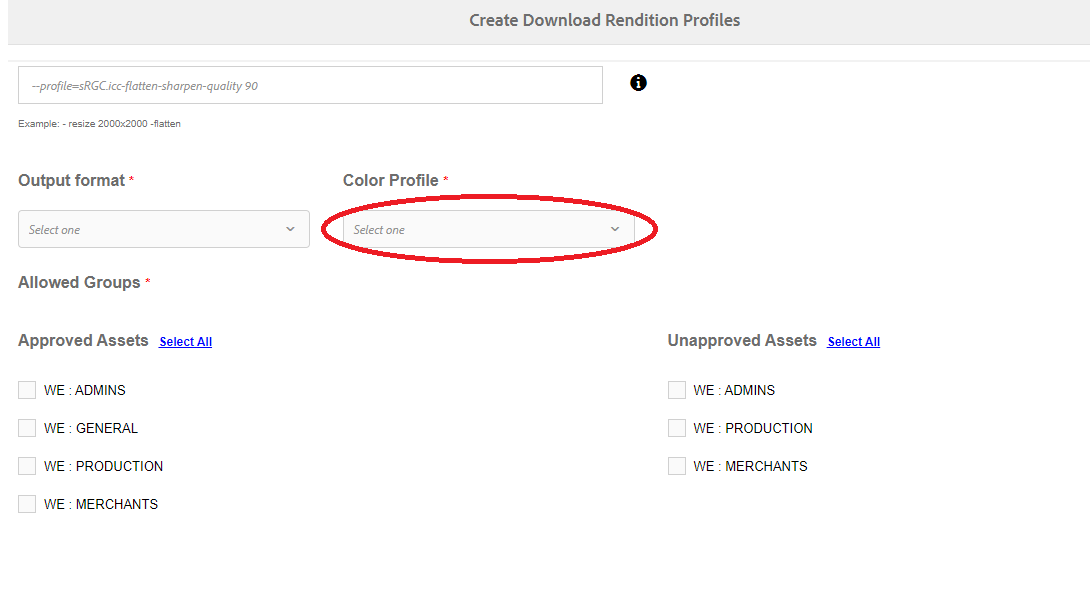 Create Download Rendition Profiles
--profile=sRGC.icc-flatten-sharpen-quality 90
Example: - resize 2000x2000 -flatten
Output format *
Color Profile *
Select one
Select one
Allowed Groups *
Approved Assets Select All
Unapproved Assets Select All
WE : ADMINS
WE : ADMINS
WE : GENERAL
WE : PRODUCTION
WE : PRODUCTION
WE : MERCHANTS
WE : MERCHANTS